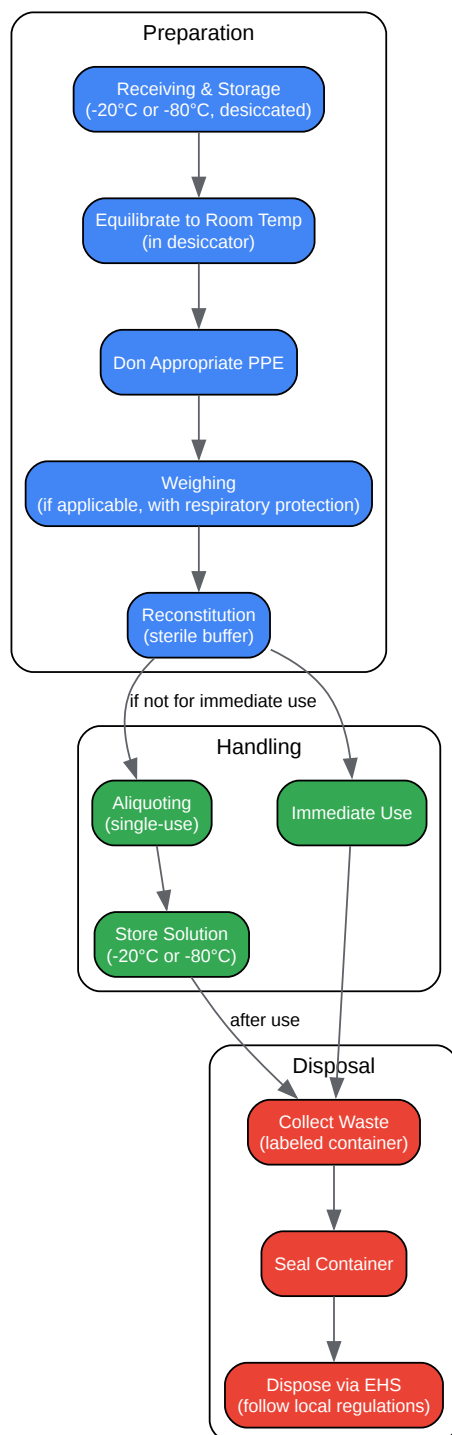 Preparation
Receiving & Storage
(-20°C or -80°C, desiccated)
Equilibrate to Room Temp
(in desiccator)
Don Appropriate PPE
Weighing
(if applicable, with respiratory protection)
Reconstitution
(sterile buffer)
if not for immediate use
Handling
Aliquoting
(single-use)
Immediate Use
Store Solution
(-20°C or -80°C)
after use
Disposal
Collect Waste
(labeled container)
Seal Container
Dispose via EHS
(follow local regulations)